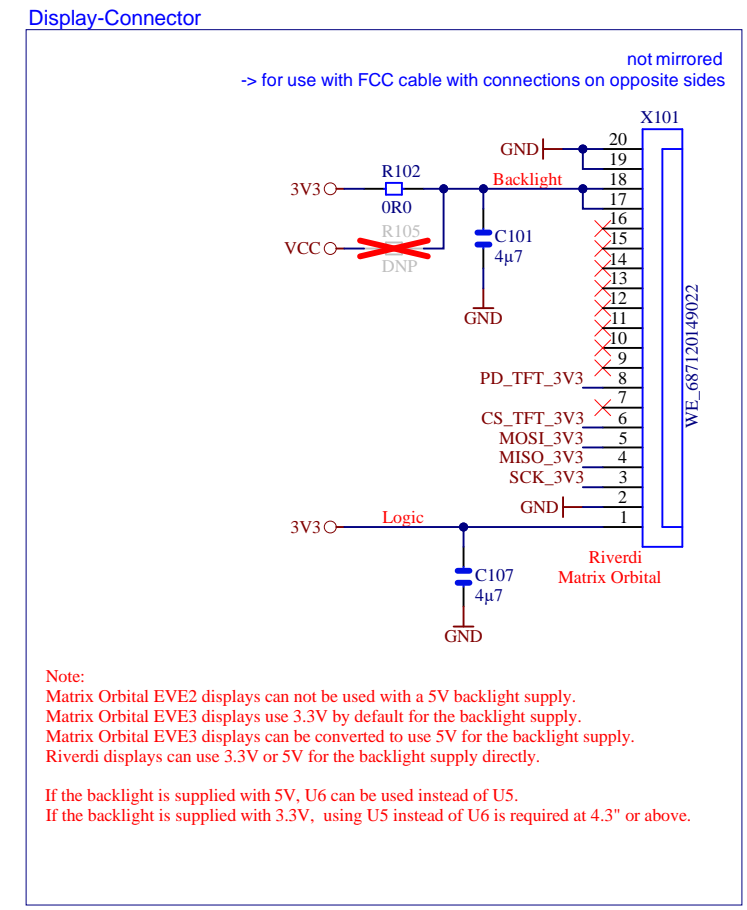 Display-Connector
not mirrored
-> for use with FCC cable with connections on opposite sides
X101
GND
20
19
R102
3V3
Backlight
18
0R0
17
R105
16
VCC
C101
15
DNP
4µ7
14
13
GND
12
11
10
9
PD_TFT_3V3
8
7
CS_TFT_3V3
6
MOSI_3V3
5
MISO_3V3
4
SCK_3V3
3
GND
2
3V3
Logic
1
WE_687120149022
Riverdi
Matrix Orbital
C107
4µ7
GND
Note:
Matrix Orbital EVE2 displays can not be used with a 5V backlight supply.
Matrix Orbital EVE3 displays use 3.3V by default for the backlight supply.
Matrix Orbital EVE3 displays can be converted to use 5V for the backlight supply.
Riverdi displays can use 3.3V or 5V for the backlight supply directly.
If the backlight is supplied with 5V, U6 can be used instead of U5.
If the backlight is supplied with 3.3V,  using U5 instead of U6 is required at 4.3" or above.